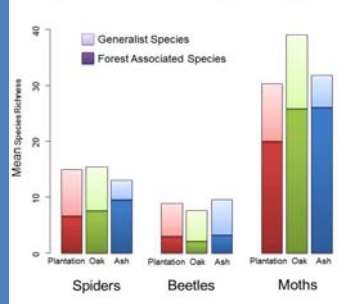 Generalist Species
Forest Associated Species
Mean Species Richness
40
30
20
10
0
Plantation Oak Ash
Plantation Oak Ash
Plantation Oak Ash
Spiders
Beetles
Moths